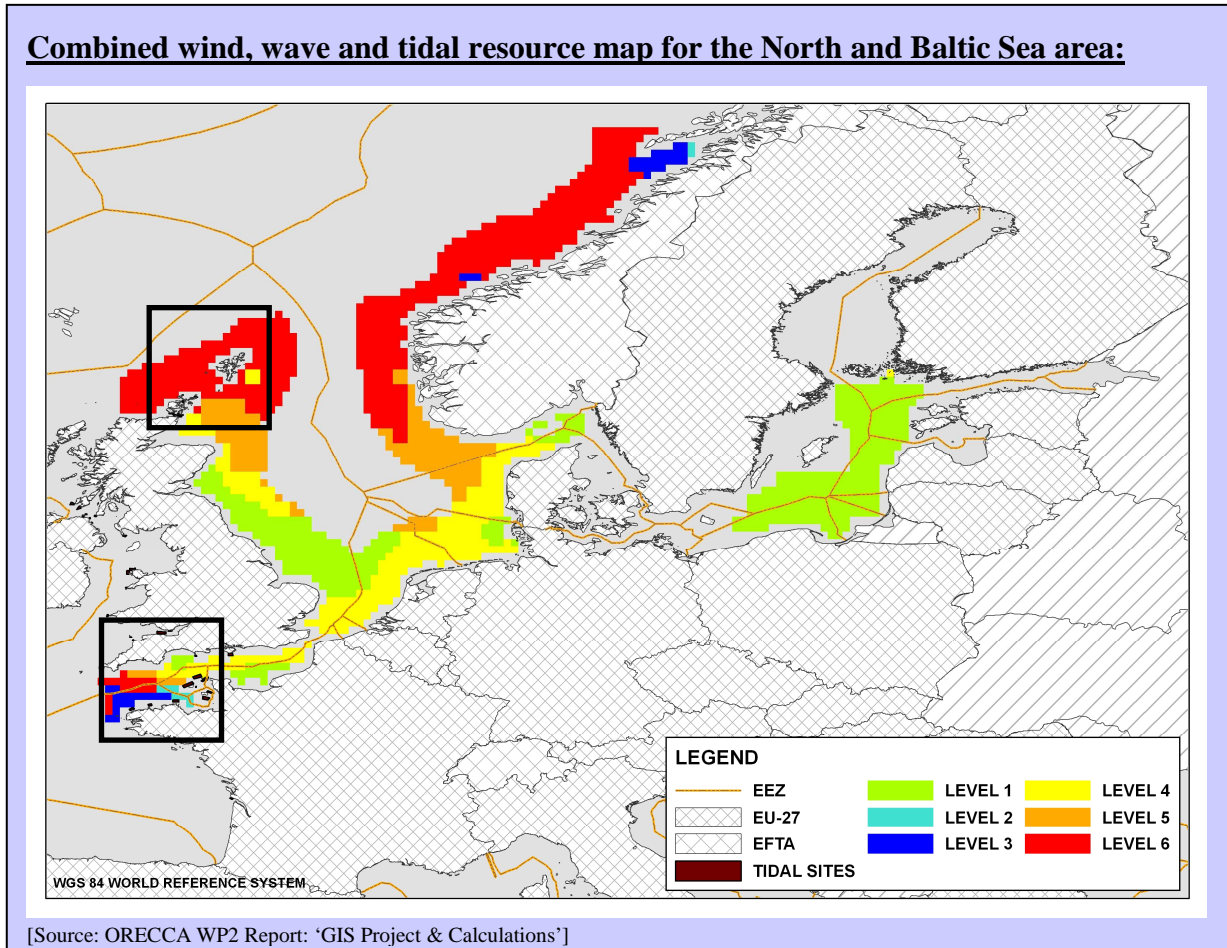 Combined wind, wave and tidal resource map for the North and Baltic Sea area:
WGS 84 WORLD REFERENCE SYSTEM
LEGEND
EEZ
EU-27
EFTA
TIDAL SITES
LEVEL 1
LEVEL 2
LEVEL 3
LEVEL 4
LEVEL 5
LEVEL 6
[Source: ORECCA WP2 Report: ‘GIS Project & Calculations’]